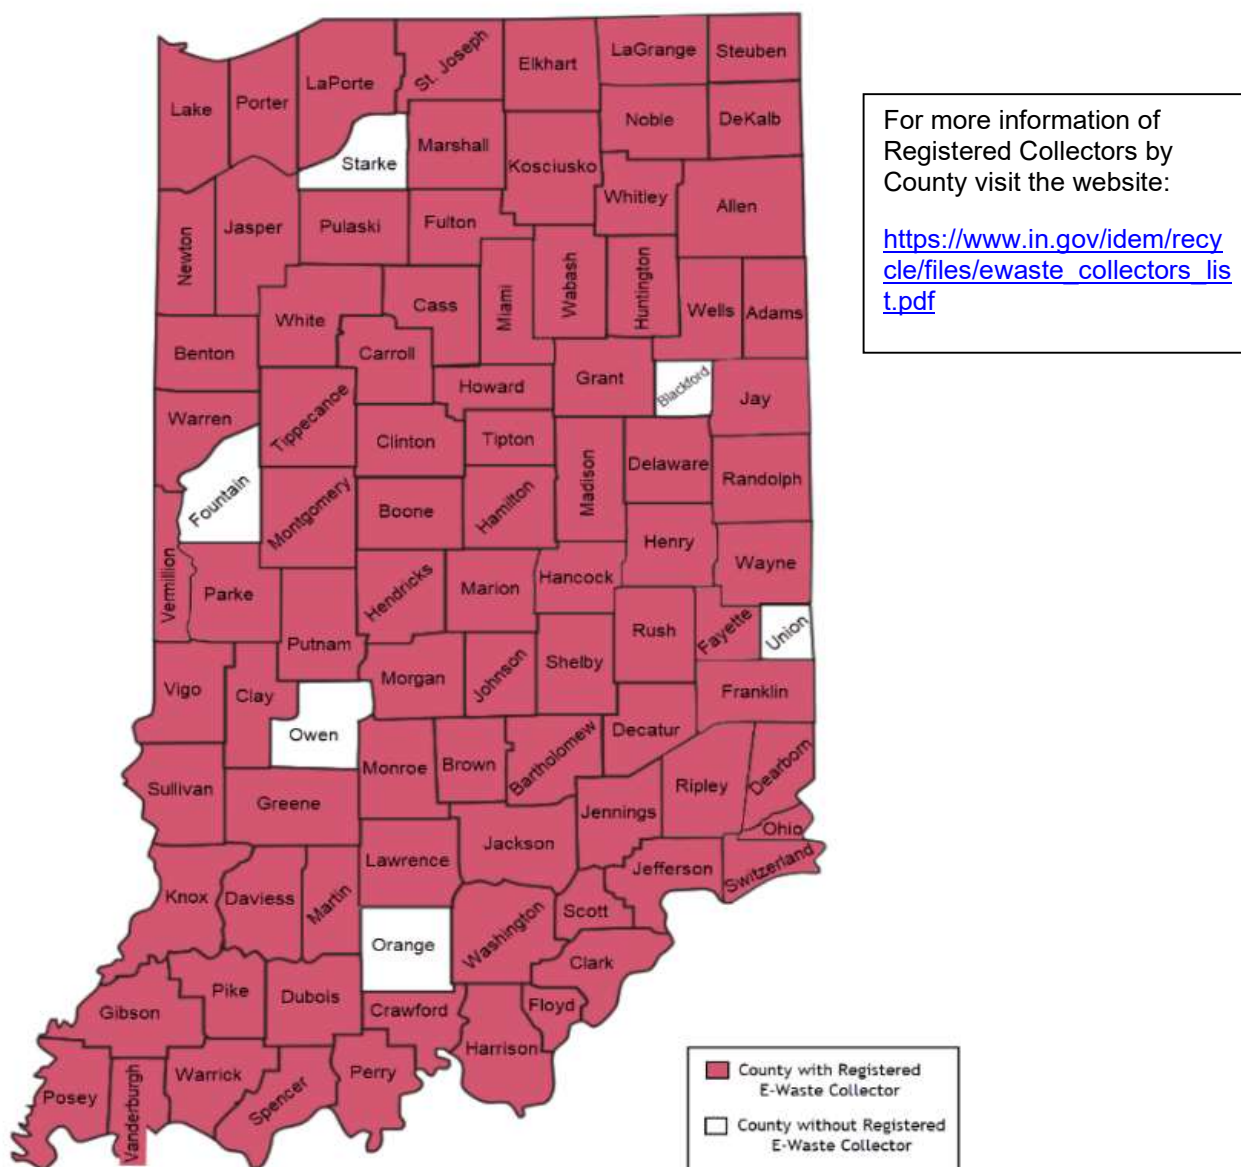 St. Joseph
LaGrange
Steuben
Elkhart
LaPorte
Lake
Porter
Noble
DeKalb
Marshall
Starke
Kosciusko
Whitley
Allen
Newton
Jasper
Pulaski
Fulton
Miami
Wabash
Huntington
Wells
Adams
White
Cass
Benton
Carroll
Howard
Grant
Blackford
Jay
Warren
Tippecanoe
Clinton
Tipton
Madison
Delaware
Randolph
Fountain
Montgomery
Boone
Hamilton
Henry
Wayne
Vermillion
Parke
Hendricks
Marion
Hancock
Putnam
Rush
Fayette
Union
Vigo
Clay
Morgan
Johnson
Shelby
Franklin
Owen
Decatur
Monroe
Brown
Bartholomew
Sullivan
Greene
Ripley
Dearborn
Jennings
Ohio
Jackson
Lawrence
Jefferson
Switzerland
Knox
Daviess
Martin
Scott
Washington
Orange
Clark
Gibson
Pike
Dubois
Crawford
Floyd
Harrison
Posey
Vanderburgh
Warrick
Spencer
Perry
For more information of
Registered Collectors by
County visit the website:
https://www.in.gov/idem/recy
cle/files/ewaste_collectors_lis
t.pdf
County with Registered
E-Waste Collector
County without Registered
E-Waste Collector